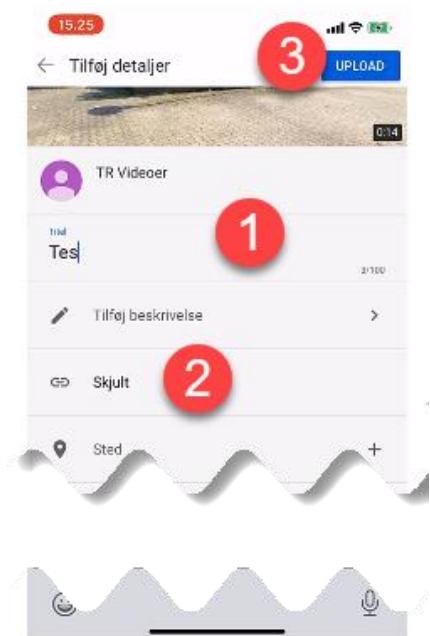 15.25
Tilføj detaljer
3
UPLOAD
0:14
TR Videoer
Titel
1
Tes
3/100
Tilføj beskrivelse
2
Skjult
Sted